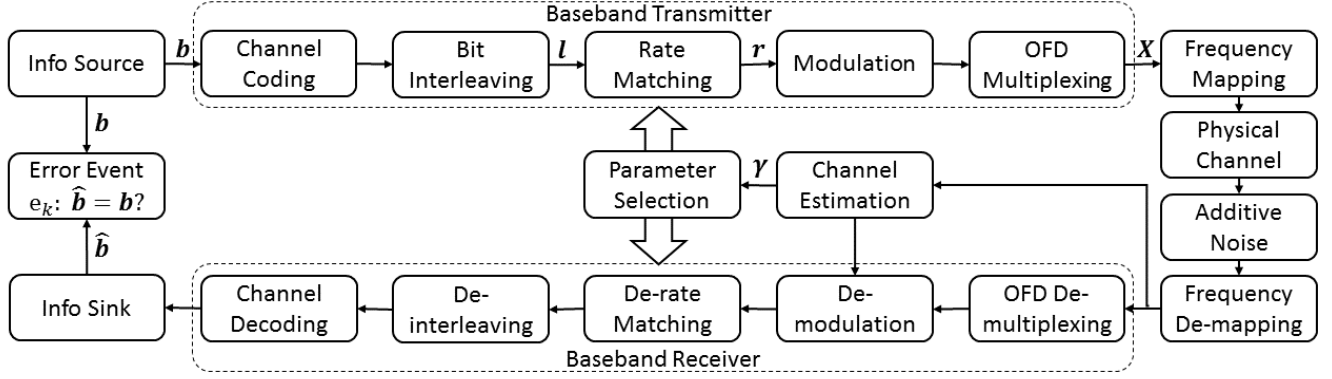 Baseband Transmitter
Info Source
b
Channel
Coding
Bit
Interleaving
l
Rate
Matching
r
Modulation
OFD
Multiplexing
X
Frequency
Mapping
b
Physical
Channel
Error Event
e_k: b̂ = b?
Parameter
Selection
γ
Channel
Estimation
Additive
Noise
b̂
Info Sink
Channel
Decoding
De-
interleaving
De-rate
Matching
De-
modulation
OFD De-
multiplexing
Frequency
De-mapping
Baseband Receiver